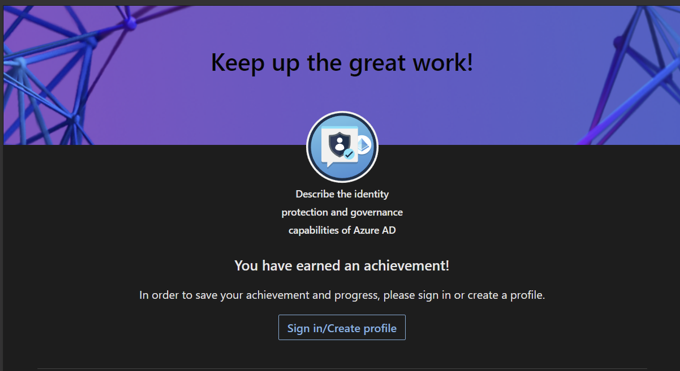 Keep up the great work!
Describe the identity
protection and governance
capabilities of Azure AD
You have earned an achievement!
In order to save your achievement and progress, please sign in or create a profile.
Sign in/Create profile